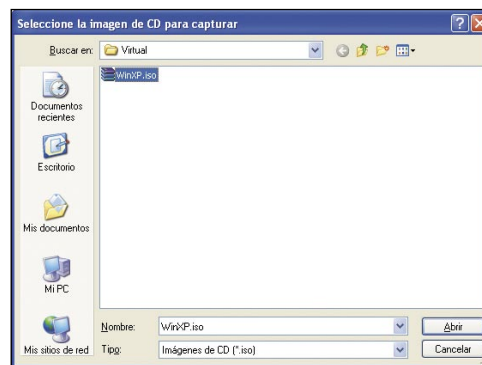 Seleccione la imagen de CD para capturar
Buscar en: Virtual
WinXP.iso
Documentos
recientes
Escritorio
Mis documentos
Mi PC
Mis sitios de red
Nombre: WinXP.iso Abrir
Tipo: Imágenes de CD (*.iso) Cancelar